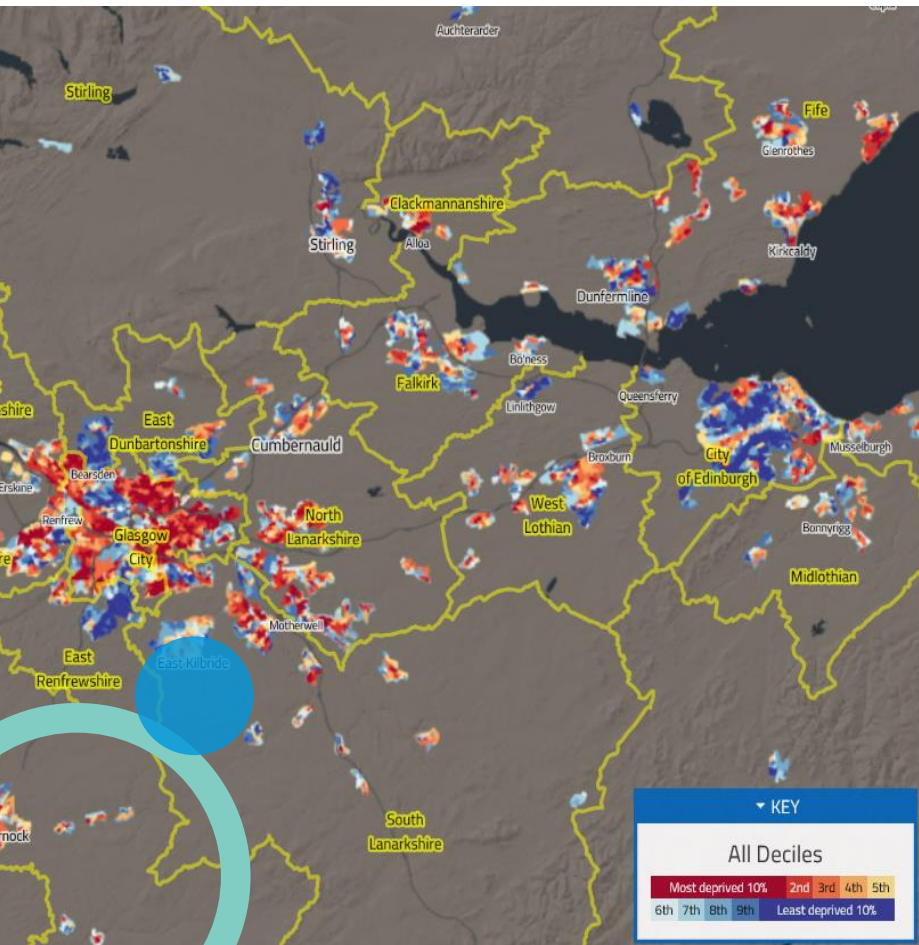 Auchterarder
Stirling
Fife
Glenrothes
Clackmannanshire
Stirling
Alloa
Kirkcaldy
Dunfermline
Bo'ness
Falkirk
Queensferry
Linlithgow
shire
East
Dunbartonshire
Cumbernauld
City
of Edinburgh
Musselburgh
Broxburn
Bearsden
Erskine
Renfrew
North
Lanarkshire
West
Lothian
Bonnyrigg
Glasgow
City
re
Midlothian
Motherwell
East
Renfrewshire
East Kilbride
South
Lanarkshire
rnock
KEY
All Deciles
Most deprived 10% 2nd 3rd 4th 5th
6th 7th 8th 9th Least deprived 10%